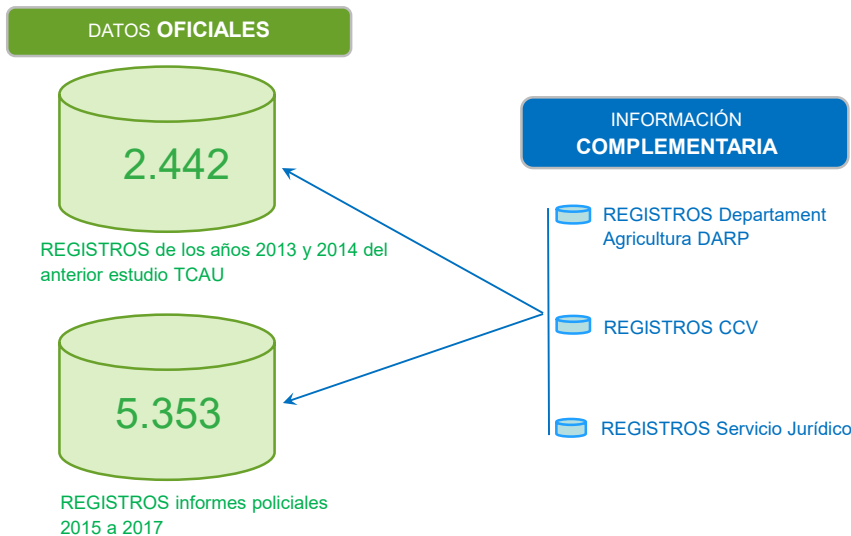 DATOS OFICIALES
2.442
REGISTROS de los años 2013 y 2014 del
anterior estudio TCAU
5.353
REGISTROS informes policiales
2015 a 2017
INFORMACIÓN
COMPLEMENTARIA
REGISTROS Departament
Agricultura DARP
REGISTROS CCV
REGISTROS Servicio Jurídico